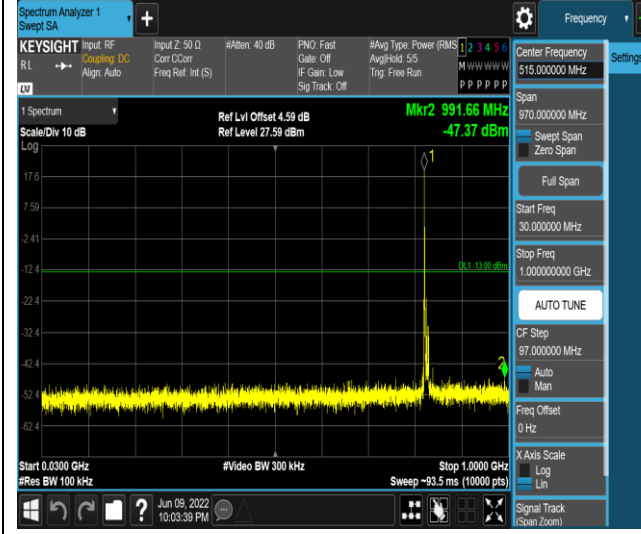 Spectrum Analyzer 1
Swept SA
+
Frequency
KEYSIGHT
RL
LXI
Input: RF
Coupling: DC
Align: Auto
Input Z: 50 Ω
Corr CCorr
Freq Ref: Int (S)
#Atten: 40 dB
PNO: Fast
Gate: Off
IF Gain: Low
Sig Track: Off
#Avg Type: Power (RMS
Avg|Hold: 5/5
Trig: Free Run
1 2 3 4 5 6
M W W W W W
P P P P P P
1 Spectrum
Scale/Div 10 dB
Log
Ref Lvl Offset 4.59 dB
Ref Level 27.59 dBm
Mkr2 991.66 MHz
-47.37 dBm
1
17.6
7.59
-2.41
-12.4
DL1 -13.00 dBm
-22.4
-32.4
-42.4
2
-52.4
-62.4
Start 0.0300 GHz
#Res BW 100 kHz
#Video BW 300 kHz
Stop 1.0000 GHz
Sweep ~93.5 ms (10000 pts)
?
Jun 09, 2022
10:03:39 PM
Center Frequency
515.000000 MHz
Settings
Span
970.000000 MHz
Swept Span
Zero Span
Full Span
Start Freq
30.000000 MHz
Stop Freq
1.000000000 GHz
AUTO TUNE
CF Step
97.000000 MHz
Auto
Man
Freq Offset
0 Hz
X Axis Scale
Log
Lin
Signal Track
(Span Zoom)